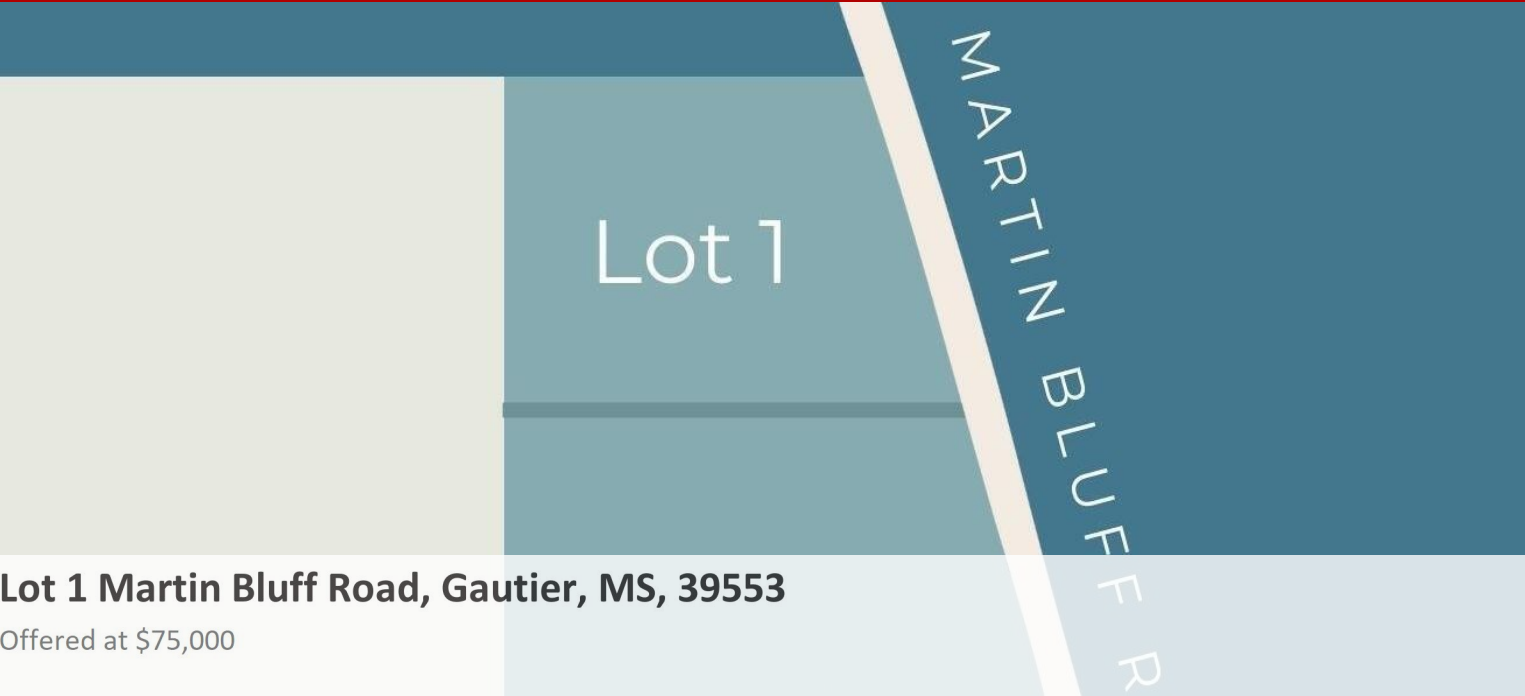 MARTIN BLUFF R
Lot 1
Lot 1 Martin Bluff Road, Gautier, MS, 39553
Offered at $75,000